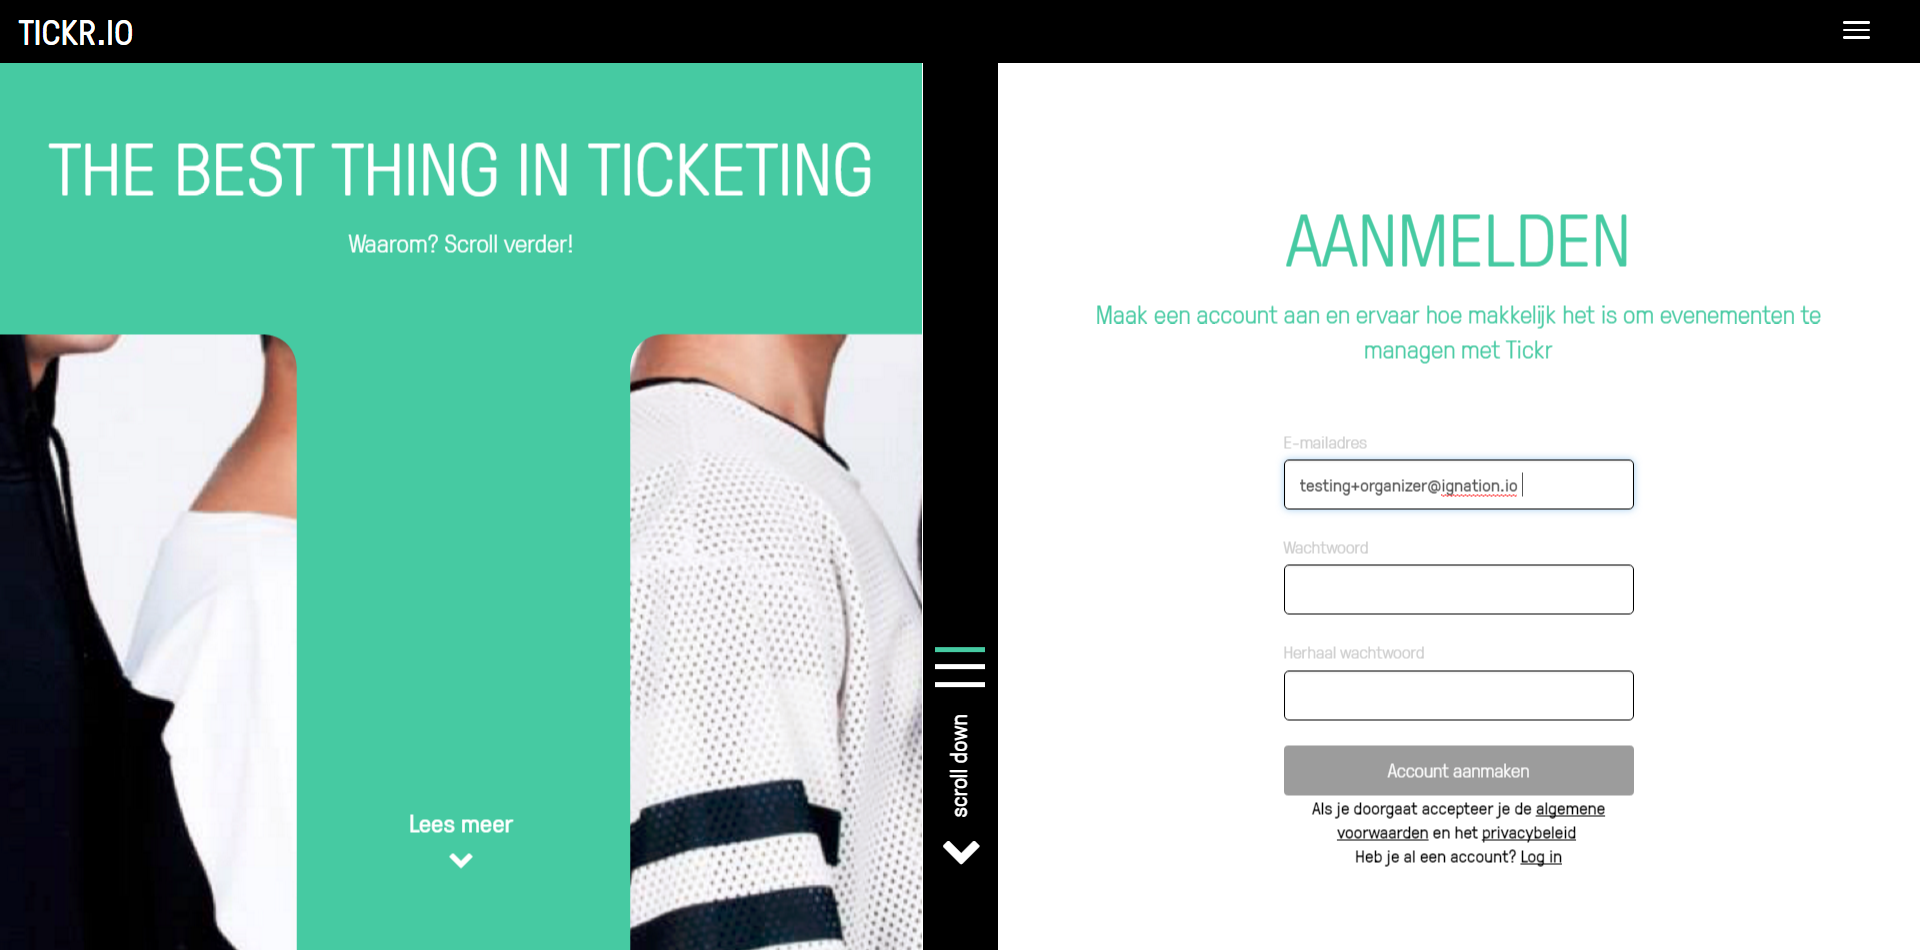 TICKR.IO
THE BEST THING IN TICKETING
Waarom? Scroll verder!
Lees meer
scroll down
AANMELDEN
Maak een account aan en ervaar hoe makkelijk het is om evenementen te
managen met Tickr
E-mailadres
testing+organizer@ignation.io
Wachtwoord
Herhaal wachtwoord
Account aanmaken
Als je doorgaat accepteer je de algemene
voorwaarden en het privacybeleid
Heb je al een account? Log in